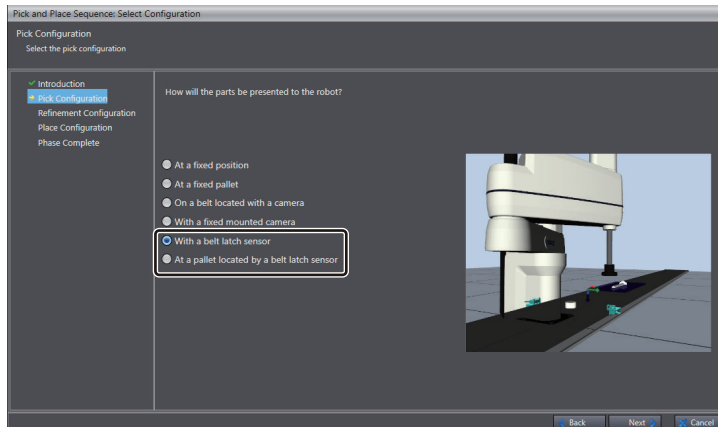 Pick and Place Sequence: Select Configuration
Pick Configuration
Select the pick configuration
Introduction
Pick Configuration
Refinement Configuration
Place Configuration
Phase Complete
How will the parts be presented to the robot?
At a fixed position
At a fixed pallet
On a belt located with a camera
With a fixed mounted camera
With a belt latch sensor
At a pallet located by a belt latch sensor
Back
Next
Cancel